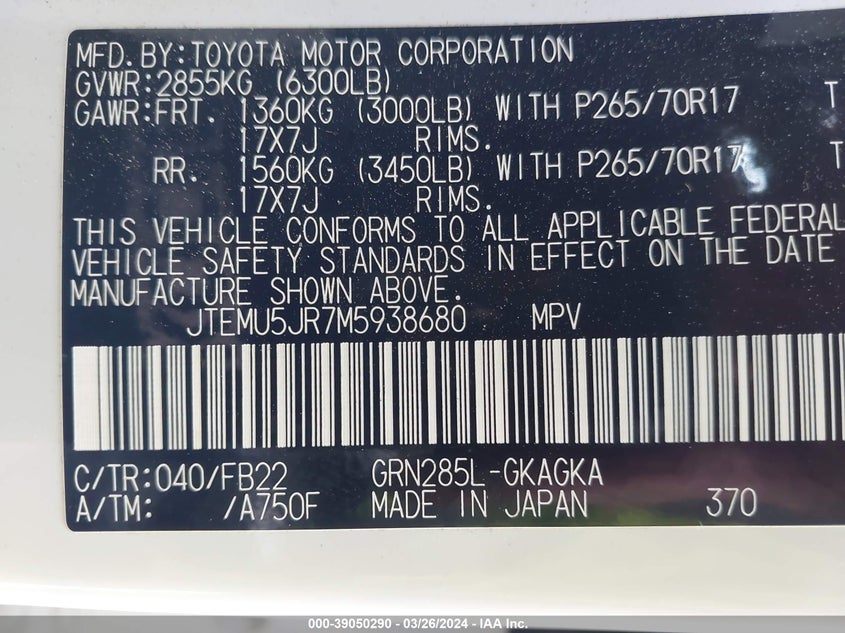 MFD.BY:TOYOTA MOTOR CORPORATION
GVWR:2855KG (6300LB)
GAWR:FRT. 1360KG (3000LB) WITH P265/70R17 T
17X7J RIMS.
RR. 1560KG (3450LB) WITH P265/70R17 T
17X7J RIMS.
THIS VEHICLE CONFORMS TO ALL APPLICABLE FEDERAL
VEHICLE SAFETY STANDARDS IN EFFECT ON THE DATE
MANUFACTURE SHOWN ABOVE.
JTEMU5JR7M5938680 MPV
C/TR:040/FB22 GRN285L-GKAGKA
A/TM: /A750F MADE IN JAPAN 370
000-39050290 - 03/26/2024 - IAA Inc.